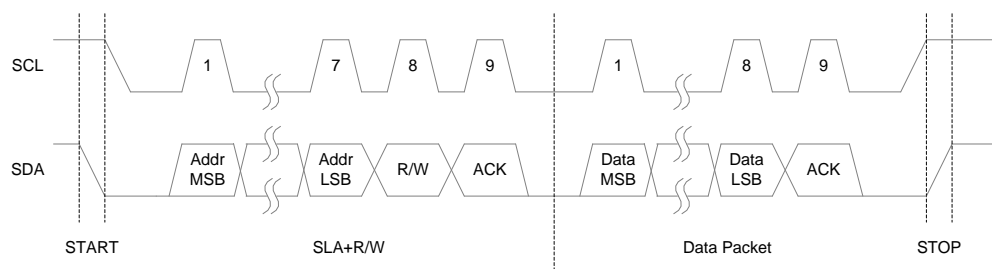 SCL
1
7
8
9
1
8
9
SDA
Addr
MSB
Addr
LSB
R/W
ACK
Data
MSB
Data
LSB
ACK
START
SLA+R/W
Data Packet
STOP